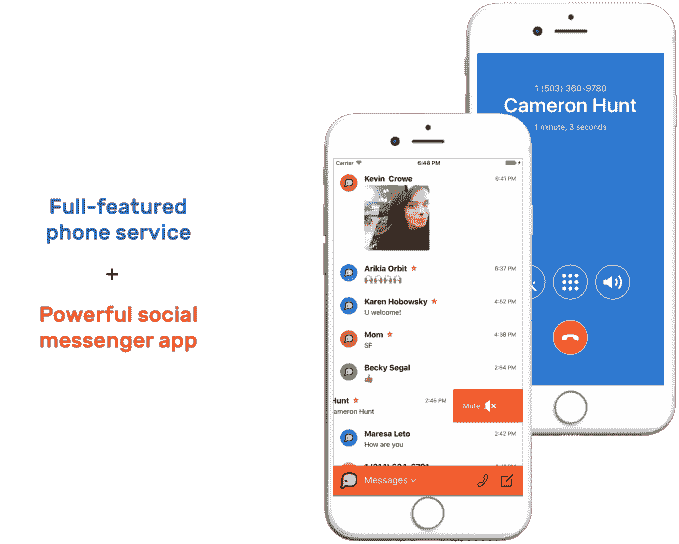 Full-featured
phone service
+
Powerful social
messenger app
1 (503) 360-9780
Cameron Hunt
1 minute, 3 seconds
Carrier
6:46 PM
Kevin Crowe
6:41 PM
Arikia Orbit
6:37 PM
Karen Hobowsky
4:52 PM
U welcome!
Mom
4:38 PM
SF
Becky Segal
2:54 PM
Hunt
2:46 PM
Mute
Cameron Hunt
Maresa Leto
2:42 PM
How are you
Messages